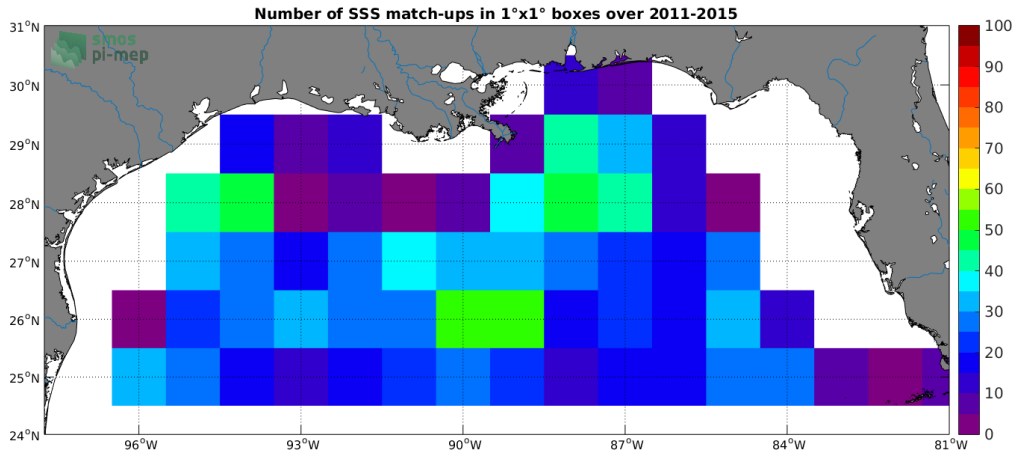 Number of SSS match-ups in 1°x1° boxes over 2011-2015
smos
pi-mep
31°N
30°N
29°N
28°N
27°N
26°N
25°N
24°N
96°W 93°W 90°W 87°W 84°W 81°W
100
90
80
70
60
50
40
30
20
10
0